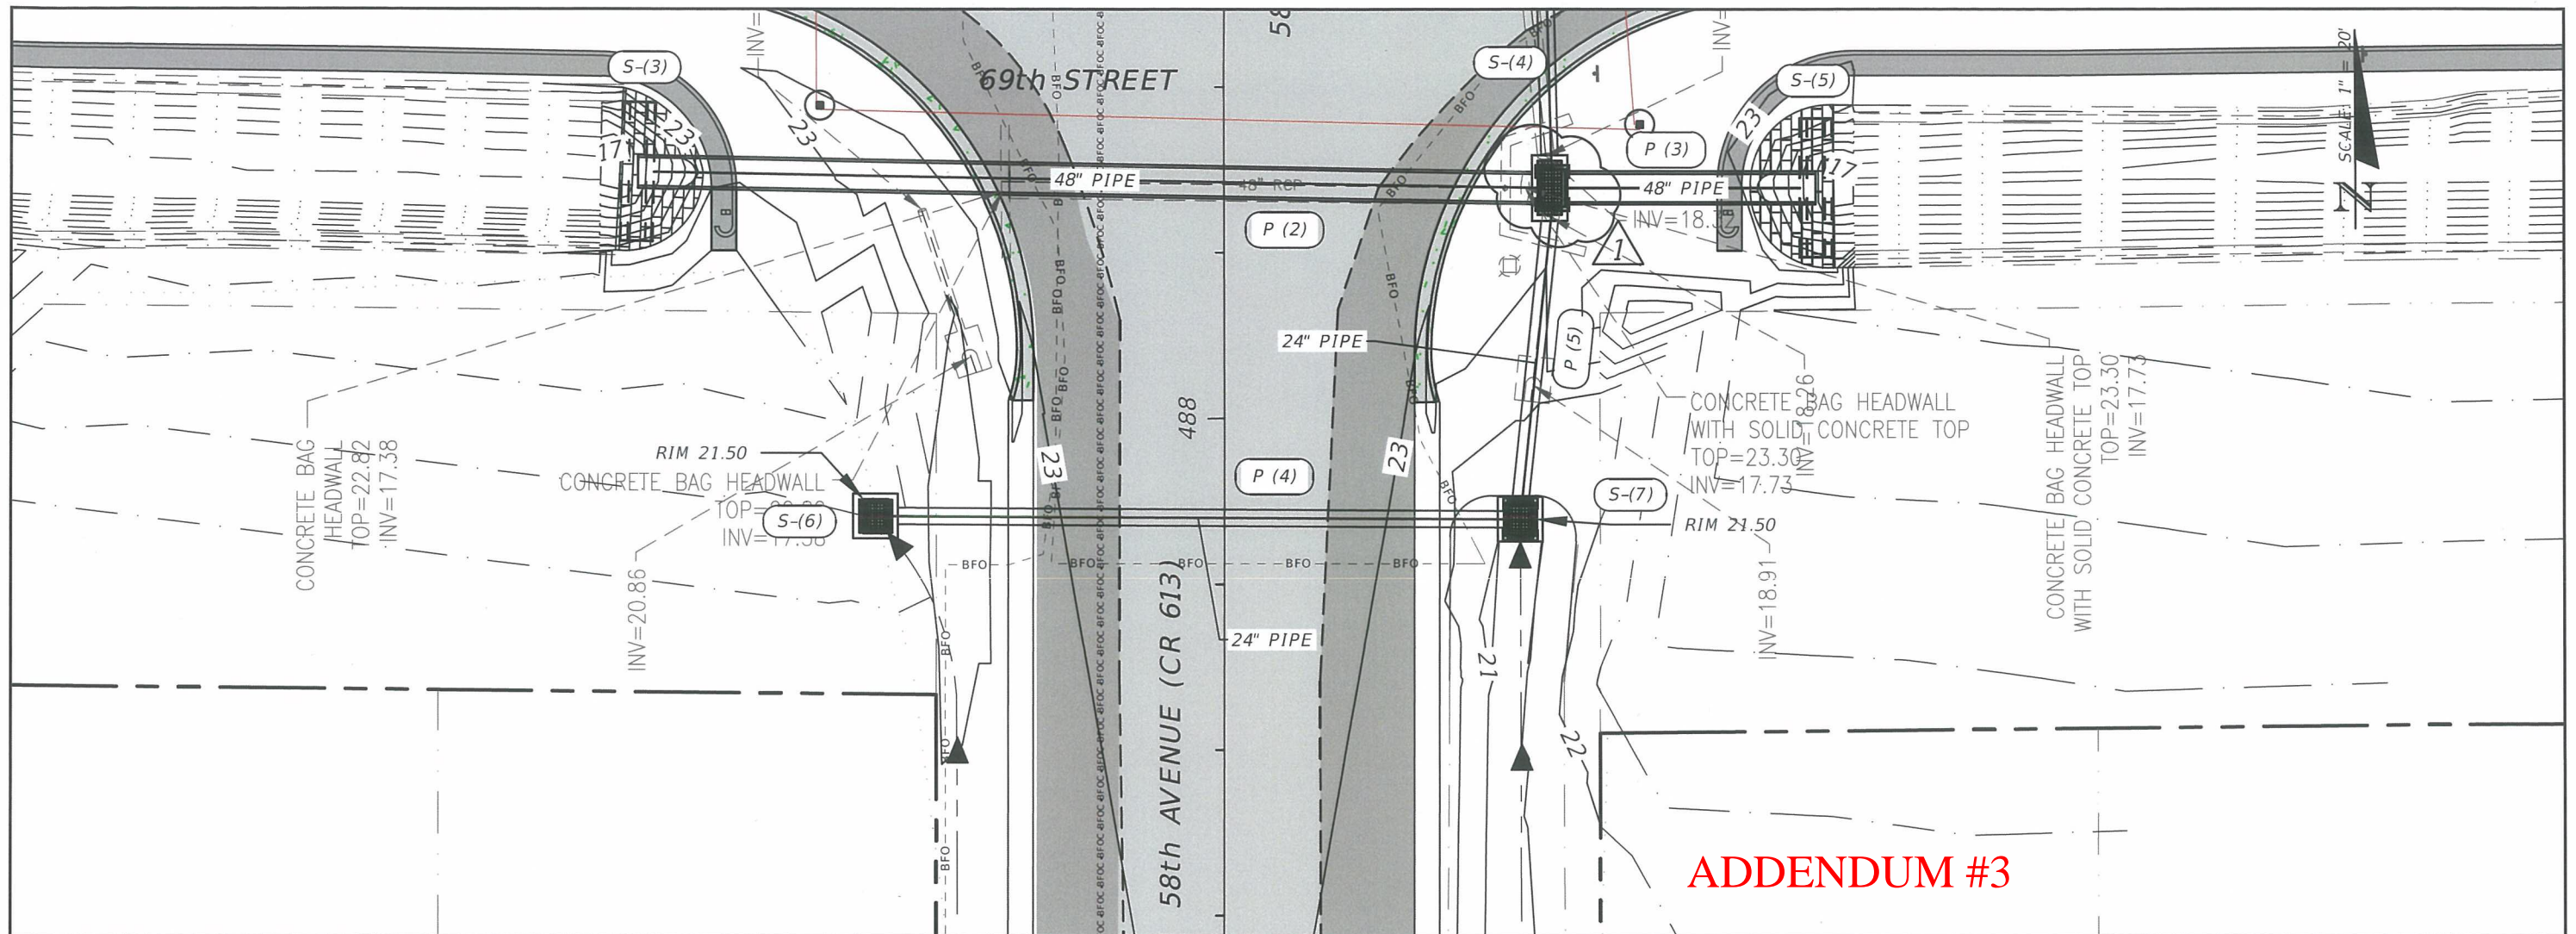 S-(3)
INV=
58
S-(4)
INV=
S-(5)
SCALE: 1" = 20'
N
69th STREET
23
23
23
17
17
P (3)
48" PIPE
48" RCP
48" PIPE
P (2)
1
24" PIPE
P (5)
CONCRETE BAG
HEADWALL
TOP=22.82
INV=17.38
RIM 21.50
CONCRETE BAG HEADWALL
TOP=
S-(6)
INV=20.86
23
488
23
P (4)
CONCRETE BAG HEADWALL
WITH SOLID CONCRETE TOP
TOP=23.30
INV=17.73
INV=18.26
S-(7)
RIM 21.50
INV=18.91
CONCRETE BAG HEADWALL
WITH SOLID CONCRETE TOP
TOP=23.30
INV=17.73
BFO
BFO
BFO
BFO
BFO
58th AVENUE (CR 613)
24" PIPE
21
22
ADDENDUM #3